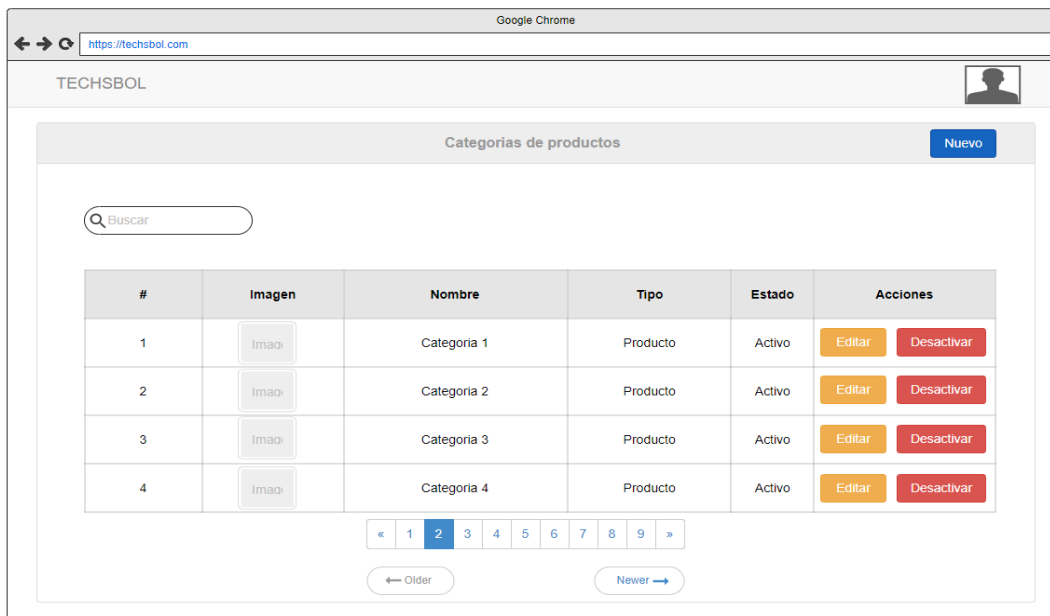 Google Chrome
https://techsbol.com
TECHSBOL
Categorias de productos
Nuevo
Buscar
# Imagen Nombre Tipo Estado Acciones
1 Categoria 1 Producto Activo Editar Desactivar
2 Categoria 2 Producto Activo Editar Desactivar
3 Categoria 3 Producto Activo Editar Desactivar
4 Categoria 4 Producto Activo Editar Desactivar
« 1 2 3 4 5 6 7 8 9 »
Older Newer